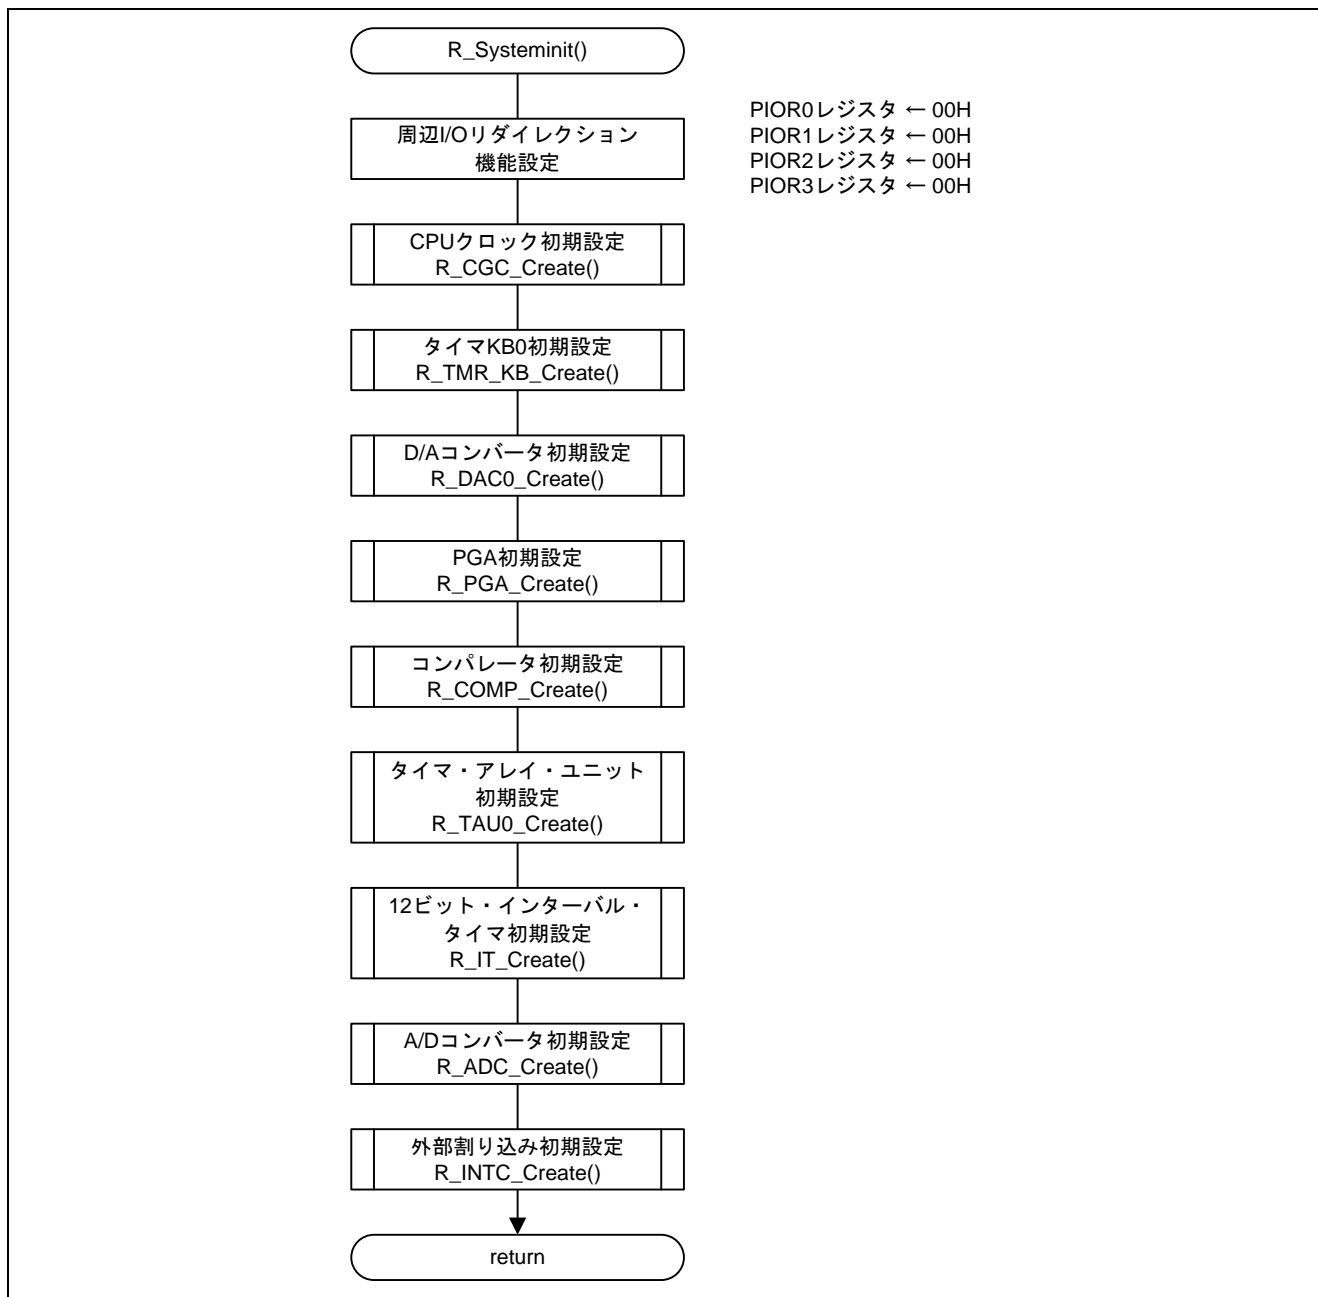 R_Systeminit()
周辺I/Oリダイレクション
機能設定
PIOR0レジスタ ← 00H
PIOR1レジスタ ← 00H
PIOR2レジスタ ← 00H
PIOR3レジスタ ← 00H
CPUクロック初期設定
R_CGC_Create()
タイマKB0初期設定
R_TMR_KB_Create()
D/Aコンバータ初期設定
R_DAC0_Create()
PGA初期設定
R_PGA_Create()
コンパレータ初期設定
R_COMP_Create()
タイマ・アレイ・ユニット
初期設定
R_TAU0_Create()
12ビット・インターバル・
タイマ初期設定
R_IT_Create()
A/Dコンバータ初期設定
R_ADC_Create()
外部割り込み初期設定
R_INTC_Create()
return